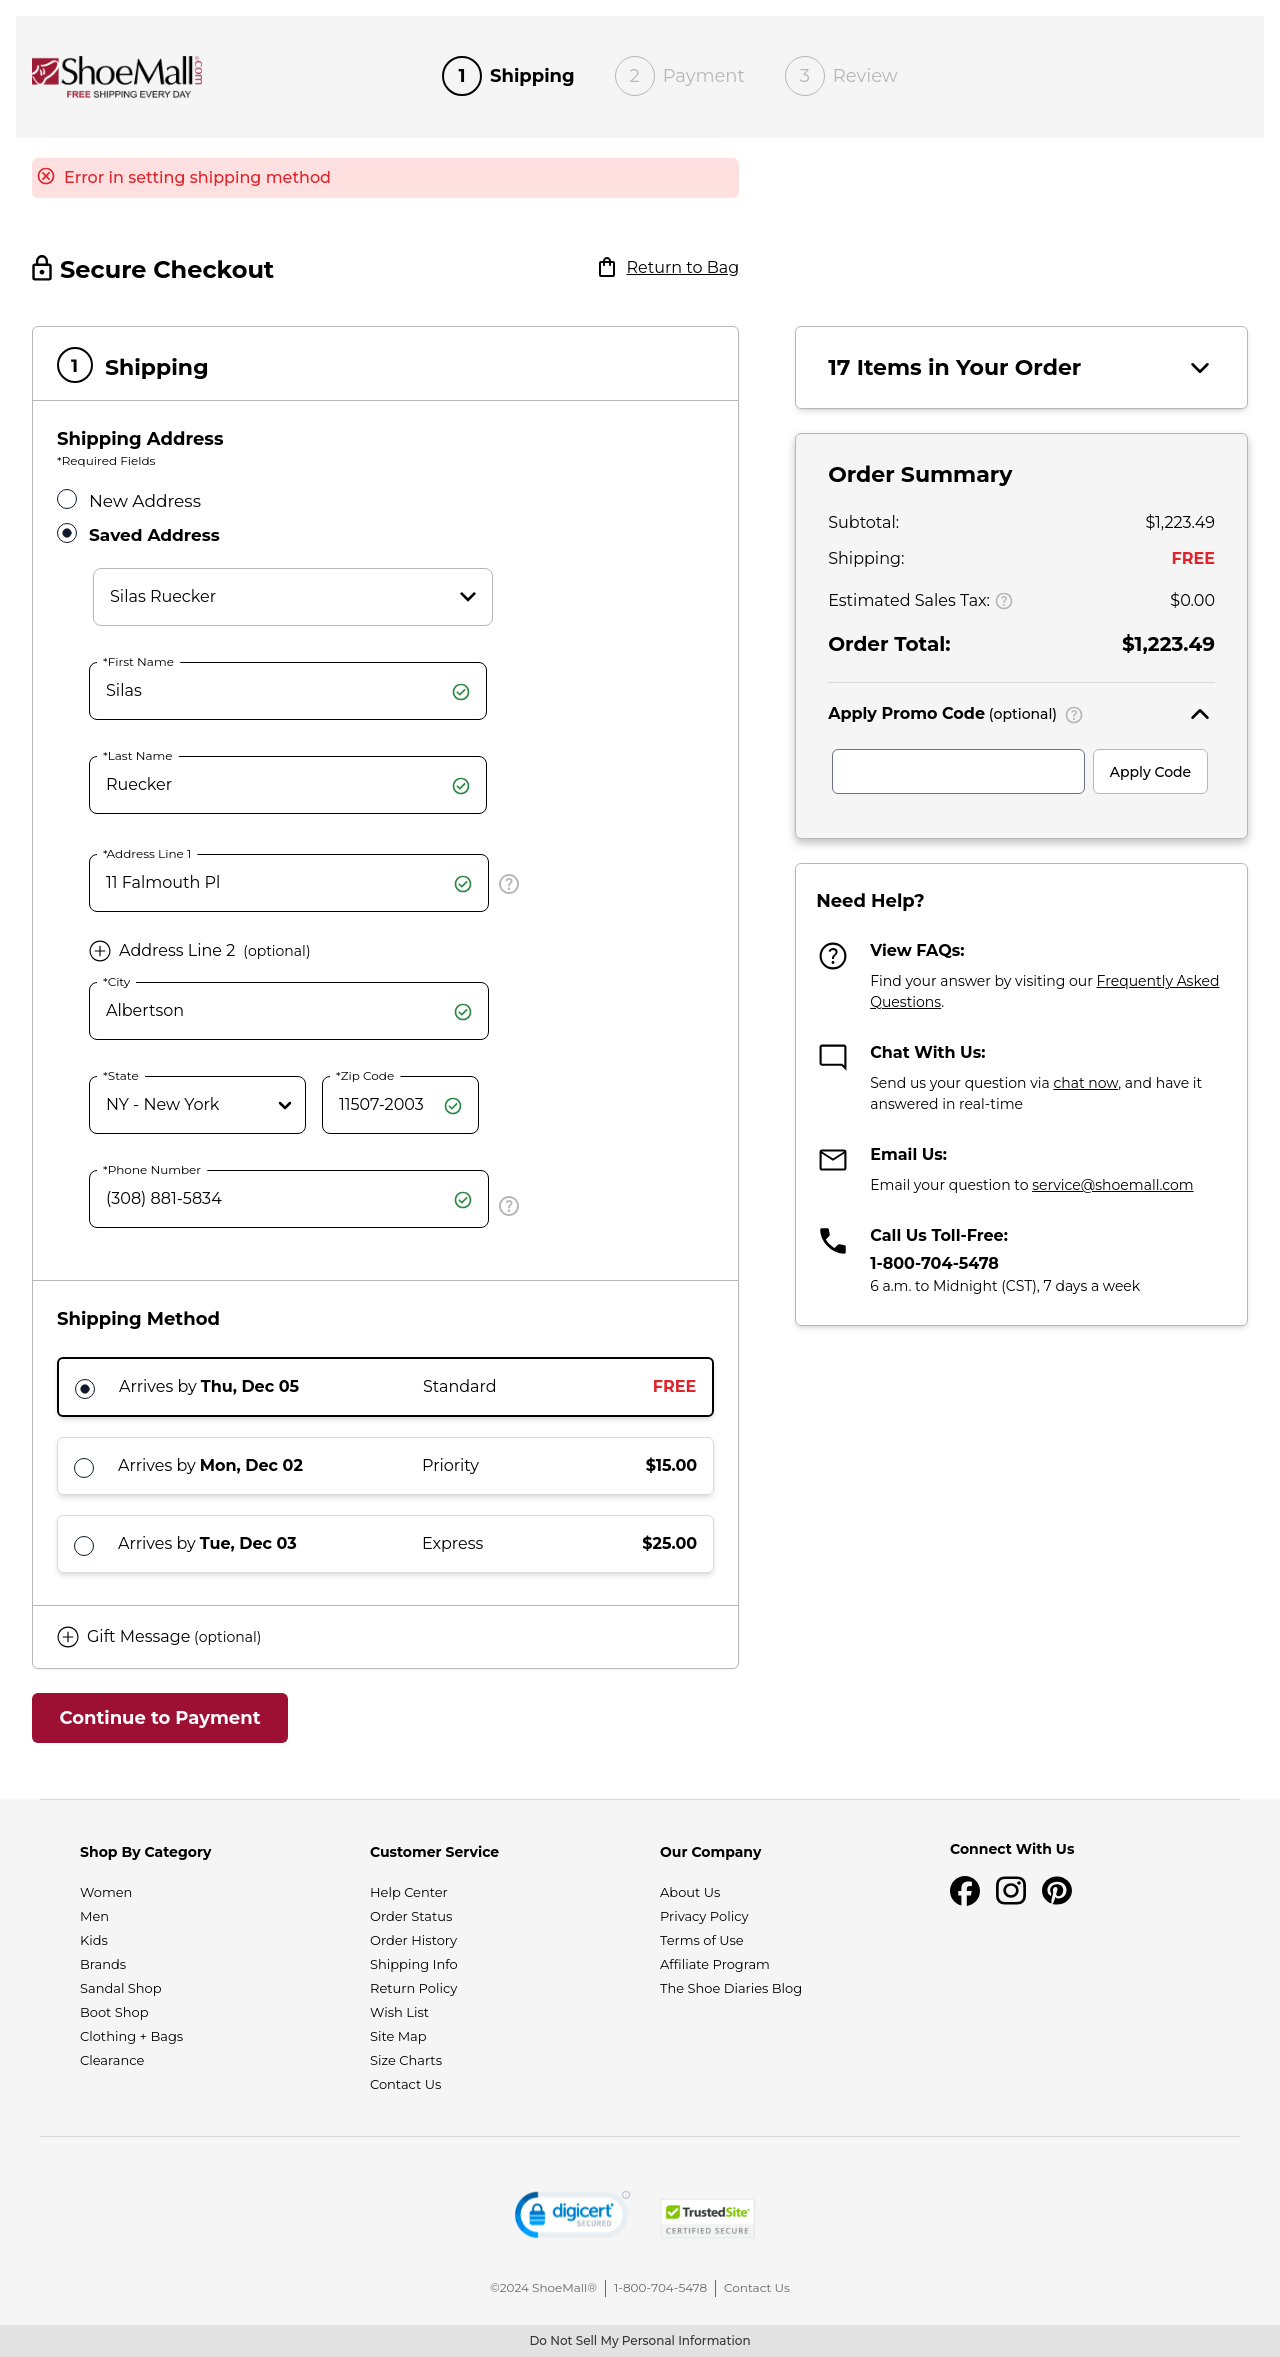 ShoeMall.com
FREE SHIPPING EVERY DAY
1 Shipping
2 Payment
3 Review
Error in setting shipping method
Secure Checkout
Return to Bag
1 Shipping
Shipping Address
*Required Fields
New Address
Saved Address
Silas Ruecker
*First Name
Silas
*Last Name
Ruecker
*Address Line 1
11 Falmouth Pl
Address Line 2 (optional)
*City
Albertson
*State
NY - New York
*Zip Code
11507-2003
*Phone Number
(308) 881-5834
Shipping Method
Arrives by Thu, Dec 05 Standard FREE
Arrives by Mon, Dec 02 Priority $15.00
Arrives by Tue, Dec 03 Express $25.00
Gift Message (optional)
Continue to Payment
17 Items in Your Order
Order Summary
Subtotal: $1,223.49
Shipping: FREE
Estimated Sales Tax: $0.00
Order Total: $1,223.49
Apply Promo Code (optional)
Apply Code
Need Help?
View FAQs:
Find your answer by visiting our Frequently Asked
Questions.
Chat With Us:
Send us your question via chat now, and have it
answered in real-time
Email Us:
Email your question to service@shoemall.com
Call Us Toll-Free:
1-800-704-5478
6 a.m. to Midnight (CST), 7 days a week
Shop By Category
Women
Men
Kids
Brands
Sandal Shop
Boot Shop
Clothing + Bags
Clearance
Customer Service
Help Center
Order Status
Order History
Shipping Info
Return Policy
Wish List
Site Map
Size Charts
Contact Us
Our Company
About Us
Privacy Policy
Terms of Use
Affiliate Program
The Shoe Diaries Blog
Connect With Us
digicert
SECURED
TrustedSite
CERTIFIED SECURE
©2024 ShoeMall® | 1-800-704-5478 | Contact Us
Do Not Sell My Personal Information